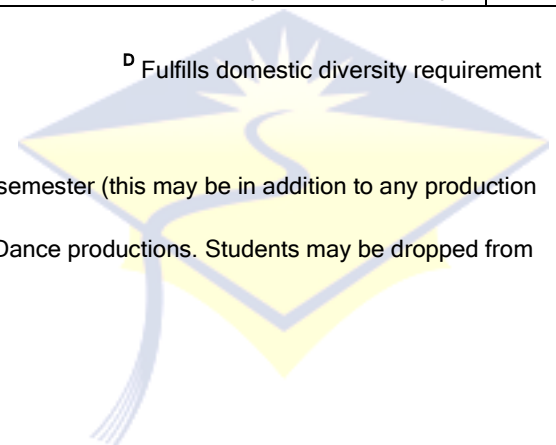 D Fulfills domestic diversity requirement
semester (this may be in addition to any production
Dance productions. Students may be dropped from